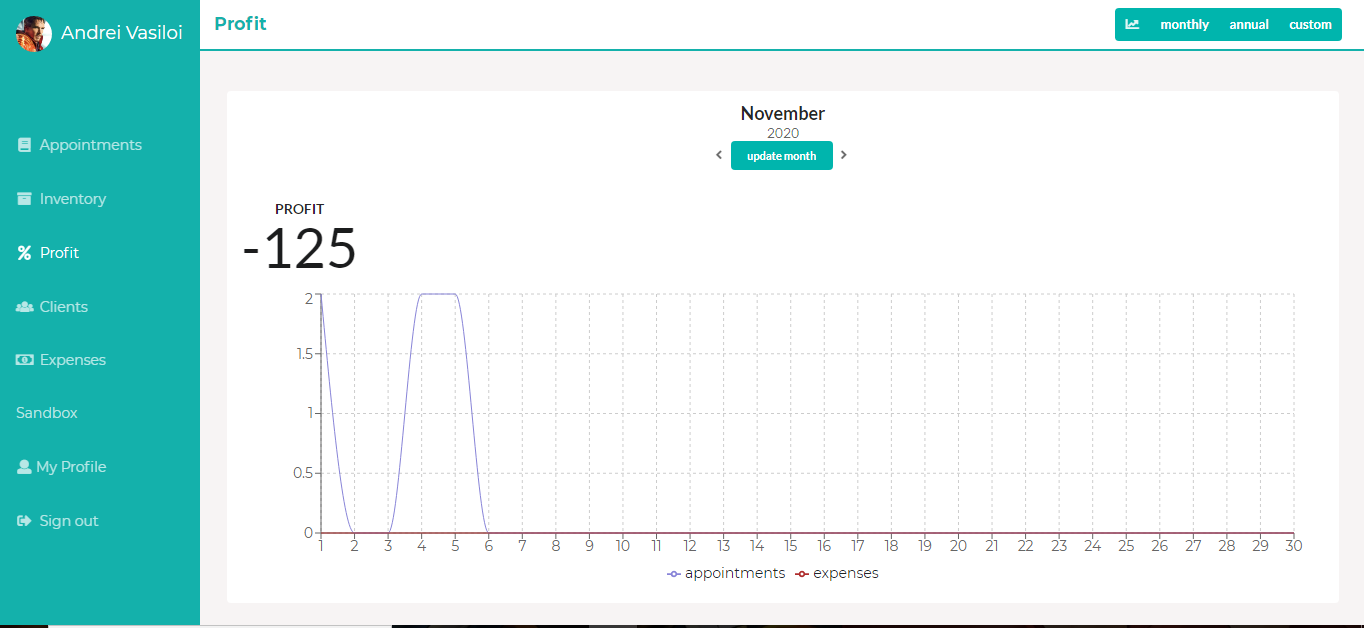 Andrei Vasiloi
Appointments
Inventory
Profit
Clients
Expenses
Sandbox
My Profile
Sign out
Profit
monthly annual custom
November
2020
update month
PROFIT
-125
2
1.5
1
0.5
0
1 2 3 4 5 6 7 8 9 10 11 12 13 14 15 16 17 18 19 20 21 22 23 24 25 26 27 28 29 30
appointments expenses